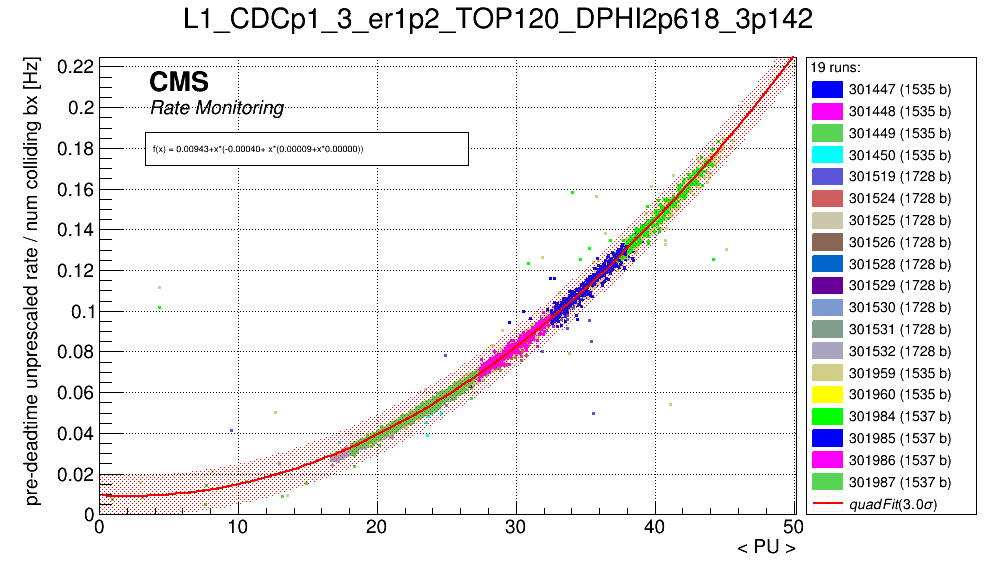 L1_CDCp1_3_er1p2_TOP120_DPHI2p618_3p142
pre-deadtime unprescaled rate / num colliding bx [Hz]
CMS
Rate Monitoring
f(x) = 0.00943+x*(-0.00040+ x*(0.00009+x*0.00000))
0.22
0.2
0.18
0.16
0.14
0.12
0.1
0.08
0.06
0.04
0.02
0
0 10 20 30 40 50
< PU >
19 runs:
301447 (1535 b)
301448 (1535 b)
301449 (1535 b)
301450 (1535 b)
301519 (1728 b)
301524 (1728 b)
301525 (1728 b)
301526 (1728 b)
301528 (1728 b)
301529 (1728 b)
301530 (1728 b)
301531 (1728 b)
301532 (1728 b)
301959 (1535 b)
301960 (1535 b)
301984 (1537 b)
301985 (1537 b)
301986 (1537 b)
301987 (1537 b)
quadFit(3.0σ)